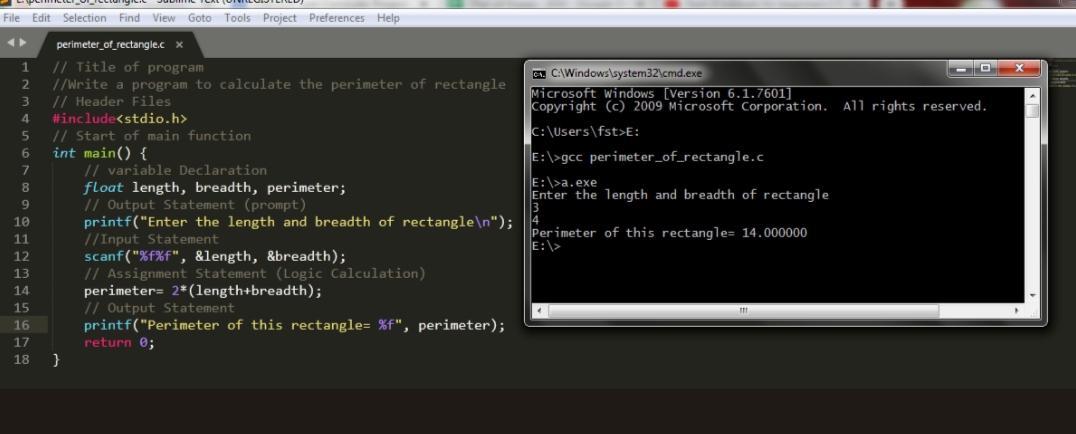 E:\perimeter_of_rectangle.c - Sublime Text (UNREGISTERED)
File Edit Selection Find View Goto Tools Project Preferences Help
perimeter_of_rectangle.c ×
1 // Title of program
2 //Write a program to calculate the perimeter of rectangle
3 // Header Files
4 #include<stdio.h>
5 // Start of main function
6 int main() {
7 // variable Declaration
8 float length, breadth, perimeter;
9 // Output Statement (prompt)
10 printf("Enter the length and breadth of rectangle\n");
11 //Input Statement
12 scanf("%f%f", &length, &breadth);
13 // Assignment Statement (Logic Calculation)
14 perimeter= 2*(length+breadth);
15 // Output Statement
16 printf("Perimeter of this rectangle= %f", perimeter);
17 return 0;
18 }
C:\Windows\system32\cmd.exe
Microsoft Windows [Version 6.1.7601]
Copyright (c) 2009 Microsoft Corporation. All rights reserved.
C:\Users\fst>E:
E:\>gcc perimeter_of_rectangle.c
E:\>a.exe
Enter the length and breadth of rectangle
3
4
Perimeter of this rectangle= 14.000000
E:\>